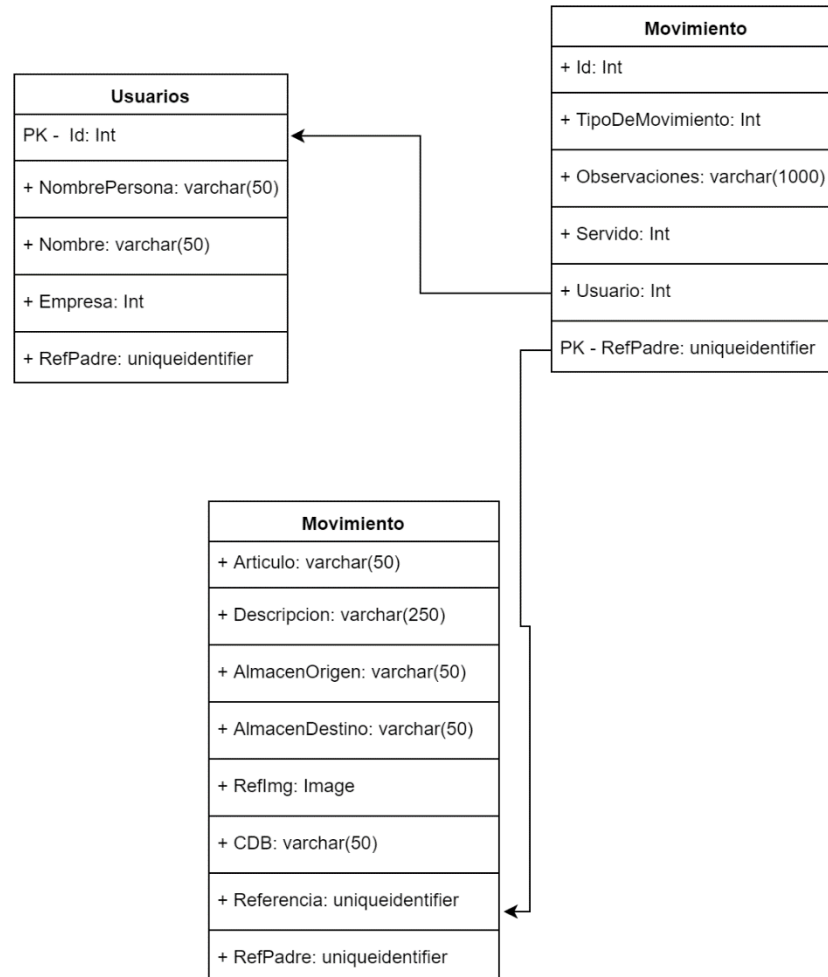 Usuarios
PK - Id: Int
+ NombrePersona: varchar(50)
+ Nombre: varchar(50)
+ Empresa: Int
+ RefPadre: uniqueidentifier
Movimiento
+ Id: Int
+ TipoDeMovimiento: Int
+ Observaciones: varchar(1000)
+ Servido: Int
+ Usuario: Int
PK - RefPadre: uniqueidentifier
Movimiento
+ Articulo: varchar(50)
+ Descripcion: varchar(250)
+ AlmacenOrigen: varchar(50)
+ AlmacenDestino: varchar(50)
+ RefImg: Image
+ CDB: varchar(50)
+ Referencia: uniqueidentifier
+ RefPadre: uniqueidentifier